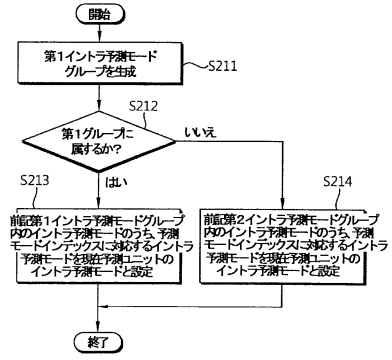 開始
第1イントラ予測モード
グループを生成
S211
S212
第1グループに
属するか?
いいえ
はい
S213
前記第1イントラ予測モードグループ
内のイントラ予測モードのうち、予測
モードインデックスに対応するイントラ
予測モードを現在予測ユニットの
イントラ予測モードと設定
S214
前記第2イントラ予測モードグループ
内のイントラ予測モードのうち、予測
モードインデックスに対応するイントラ
予測モードを現在予測ユニットの
イントラ予測モードと設定
終了